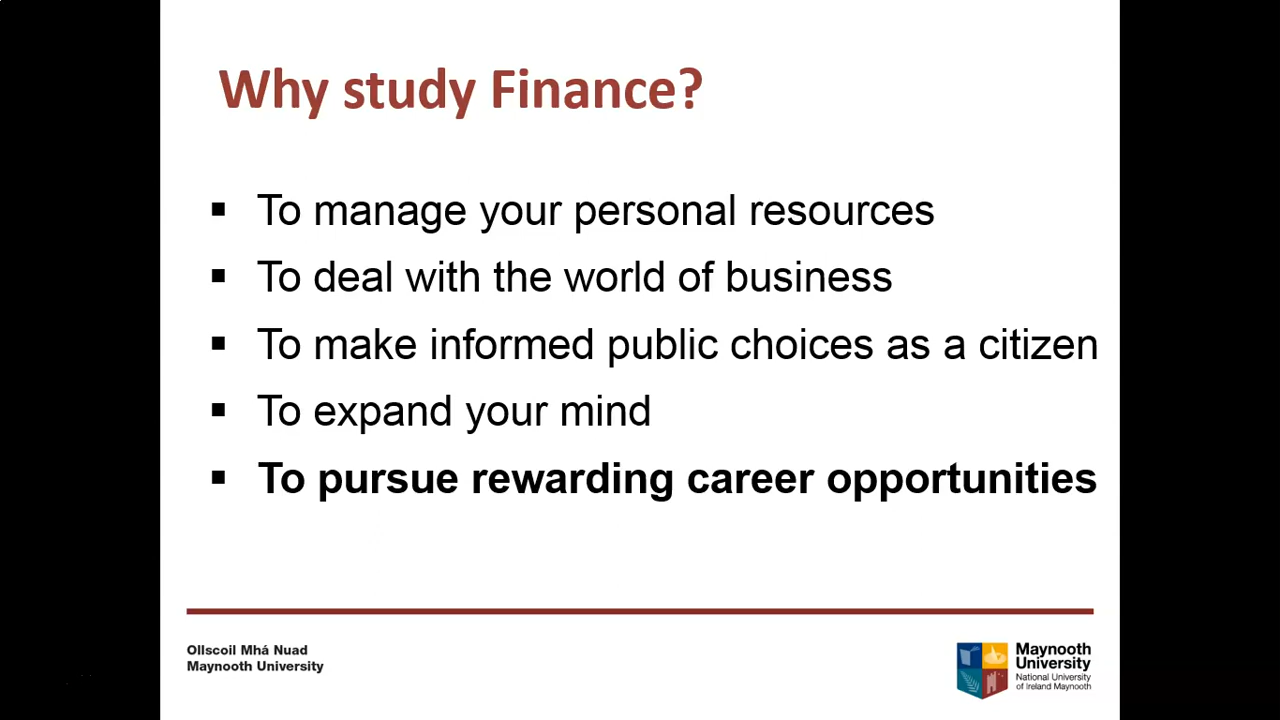 Why study Finance?
▪ To manage your personal resources
▪ To deal with the world of business
▪ To make informed public choices as a citizen
▪ To expand your mind
▪ To pursue rewarding career opportunities
Ollscoil Mhá Nuad
Maynooth University
Maynooth
University
National University
of Ireland Maynooth